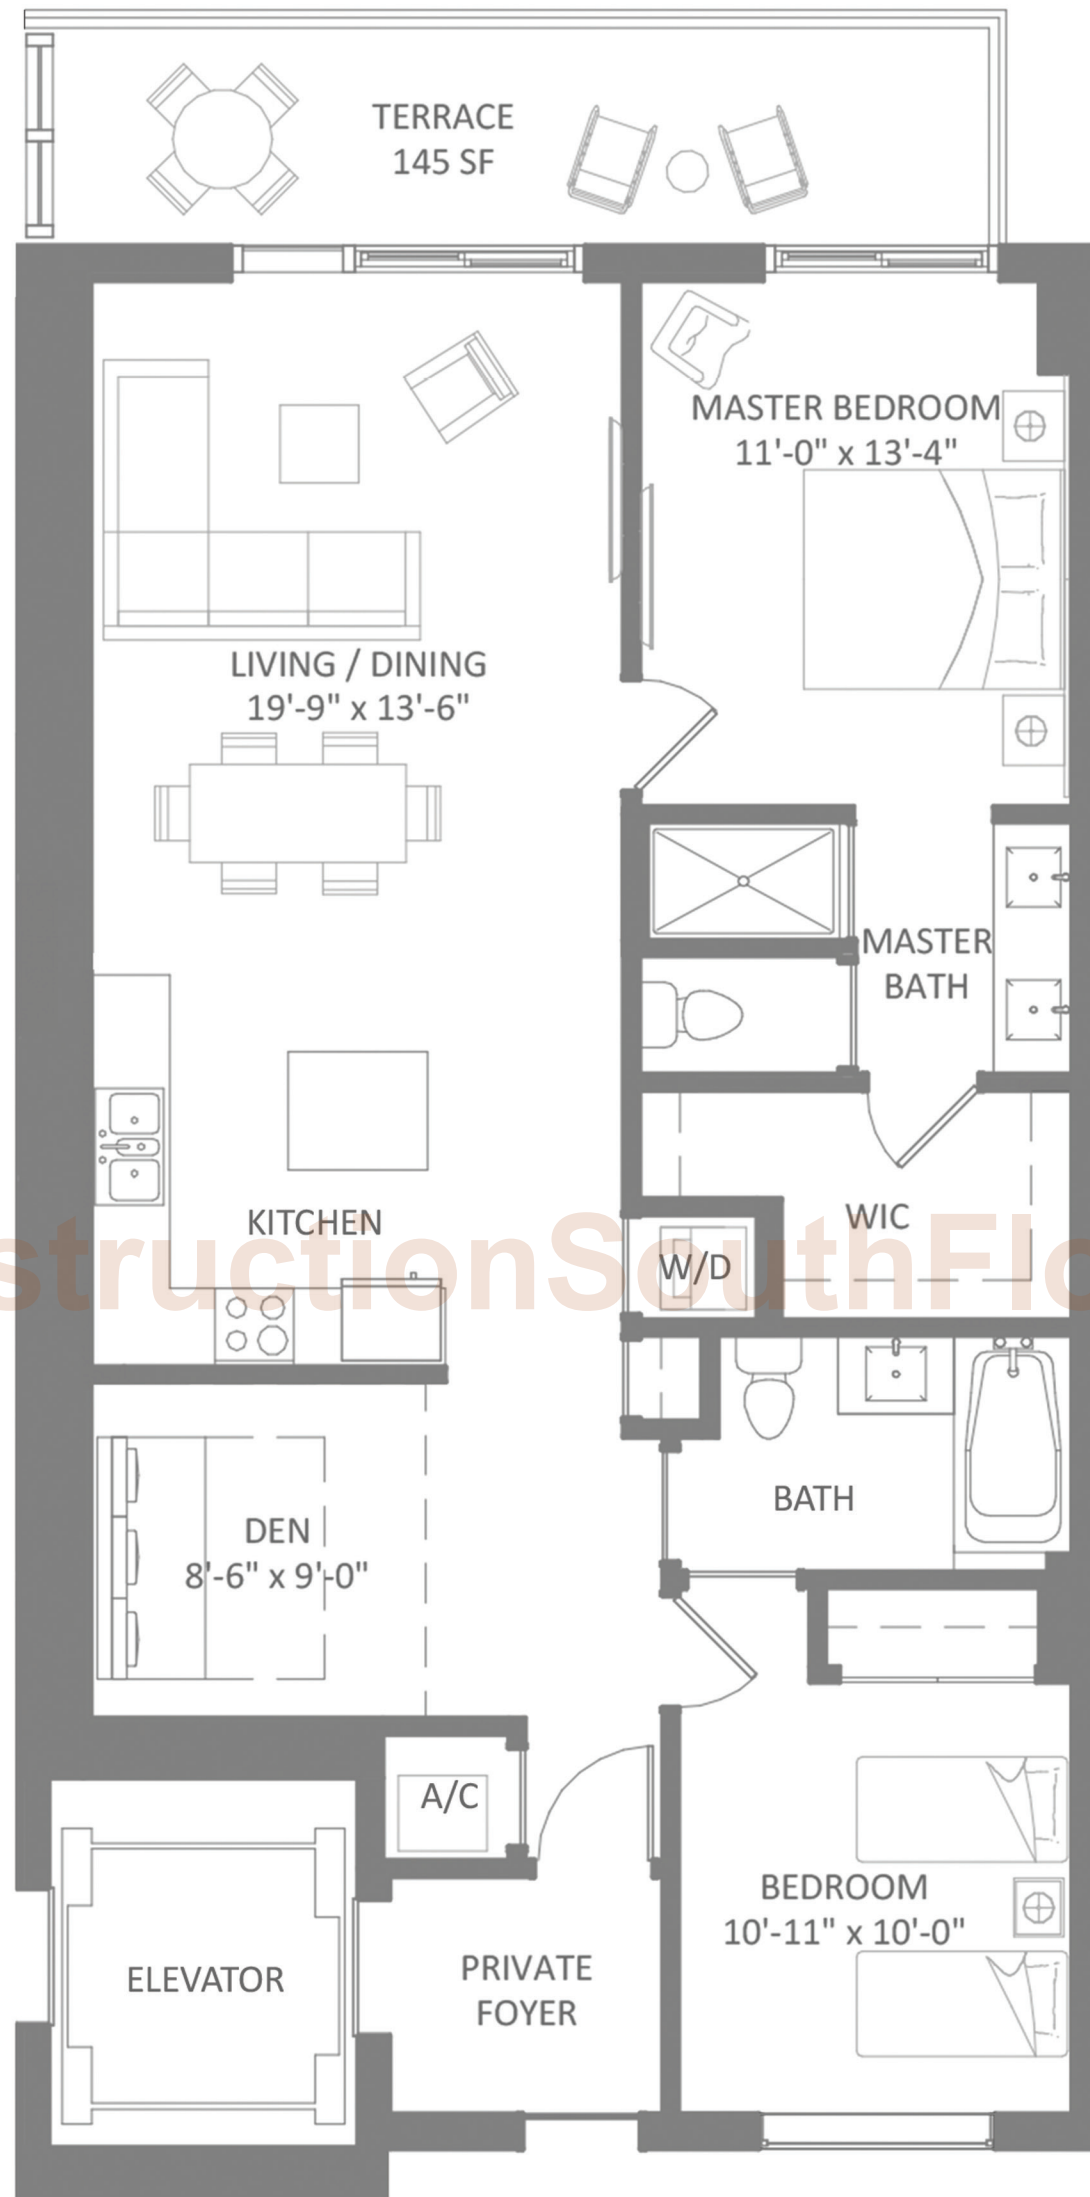 TERRACE
145 SF
MASTER BEDROOM
11'-0" x 13'-4"
LIVING / DINING
19'-9" x 13'-6"
MASTER
BATH
KITCHEN
WIC
structionSouthFlo
W/D
BATH
DEN
8'-6" x 9'-0"
A/C
BEDROOM
10'-11" x 10'-0"
ELEVATOR
PRIVATE
FOYER